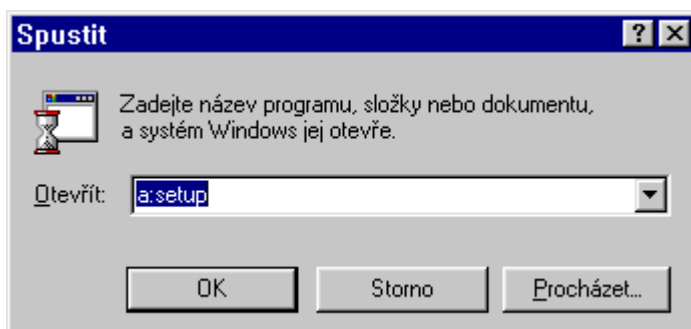 Spustit
Zadejte název programu, složky nebo dokumentu,
a systém Windows jej otevře.
Otevřít: a:setup
OK Storno Procházet...